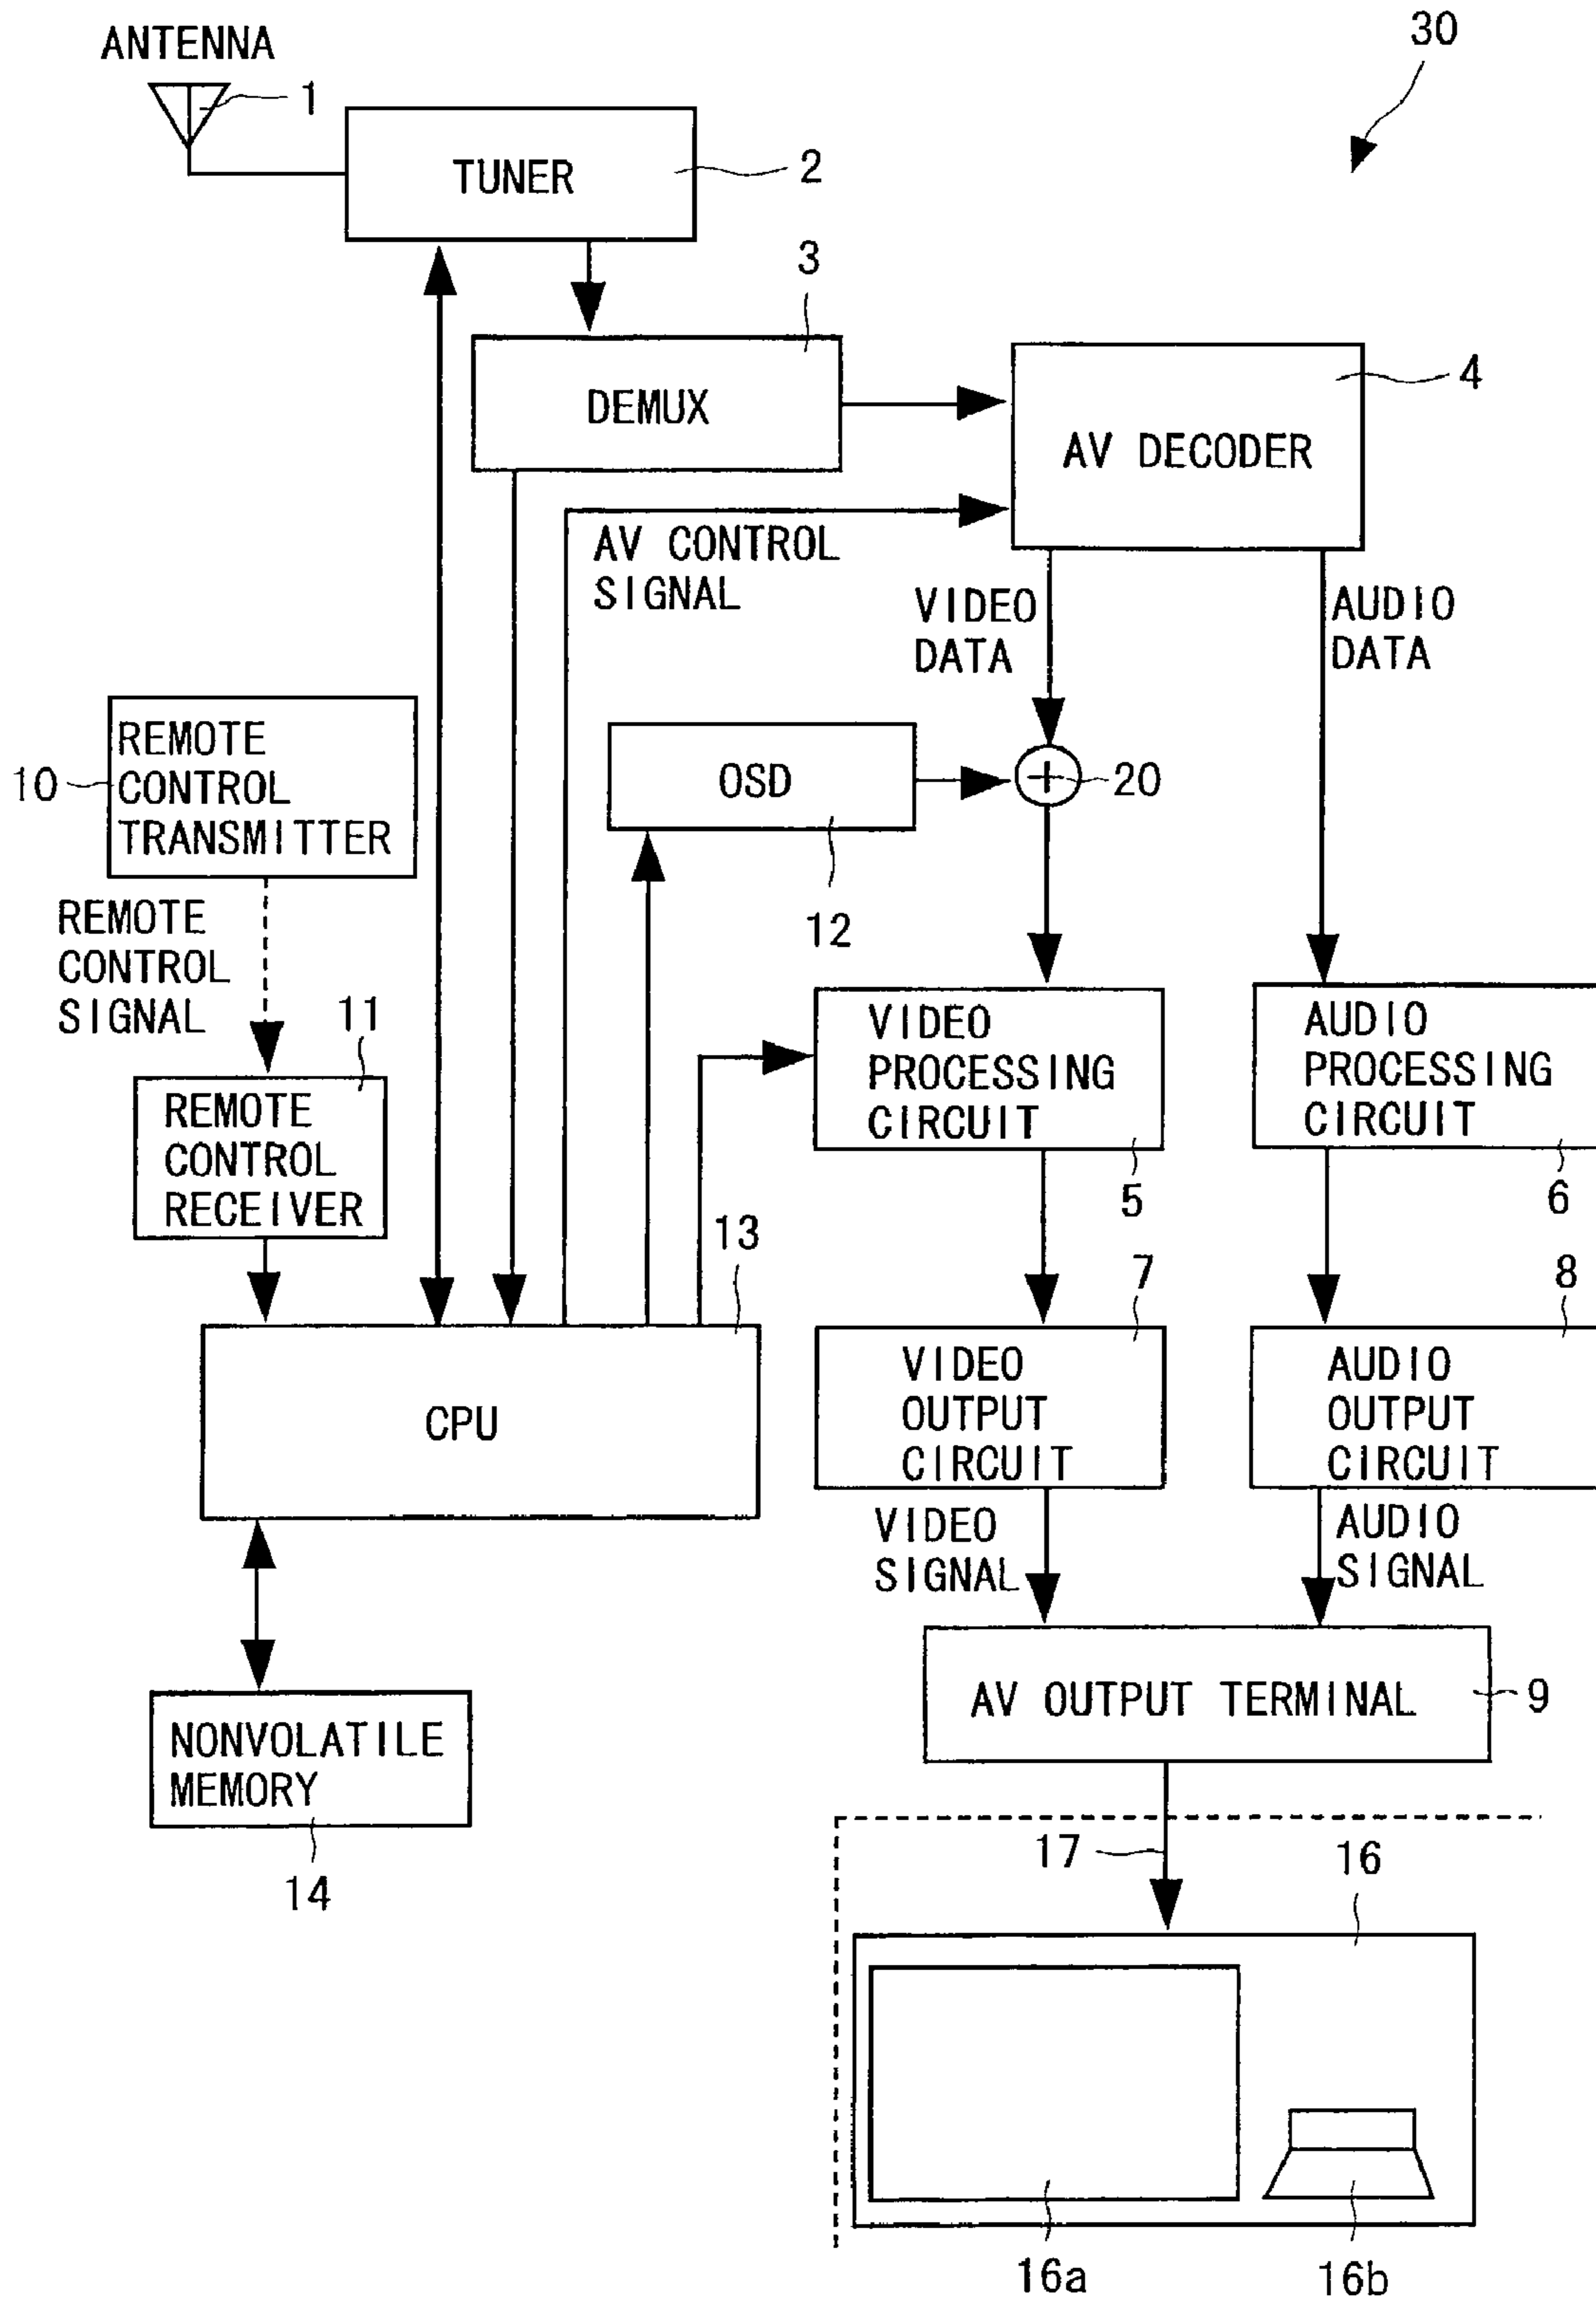 30
ANTENNA
1
TUNER
2
3
DEMUX
AV DECODER
4
AV CONTROL
SIGNAL
VIDEO
DATA
AUDIO
DATA
REMOTE
CONTROL
TRANSMITTER
10
OSD
20
12
REMOTE
CONTROL
SIGNAL
11
REMOTE
CONTROL
RECEIVER
VIDEO
PROCESSING
CIRCUIT
5
AUDIO
PROCESSING
CIRCUIT
6
13
CPU
7
VIDEO
OUTPUT
CIRCUIT
8
AUDIO
OUTPUT
CIRCUIT
VIDEO
SIGNAL
AUDIO
SIGNAL
AV OUTPUT TERMINAL
9
NONVOLATILE
MEMORY
14
17
16
16a
16b